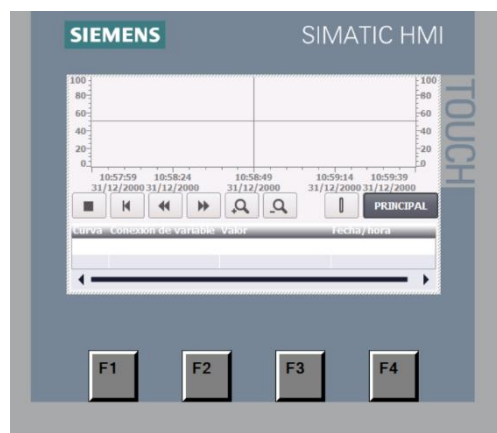 SIEMENS SIMATIC HMI
TOUCH
100 100
80 80
60 60
40 40
20 20
0 0
10:57:59 10:58:24 10:58:49 10:59:14 10:59:39
31/12/2000 31/12/2000 31/12/2000 31/12/2000 31/12/2000
PRINCIPAL
Curva Conexión de variable Valor Fecha/hora
F1 F2 F3 F4